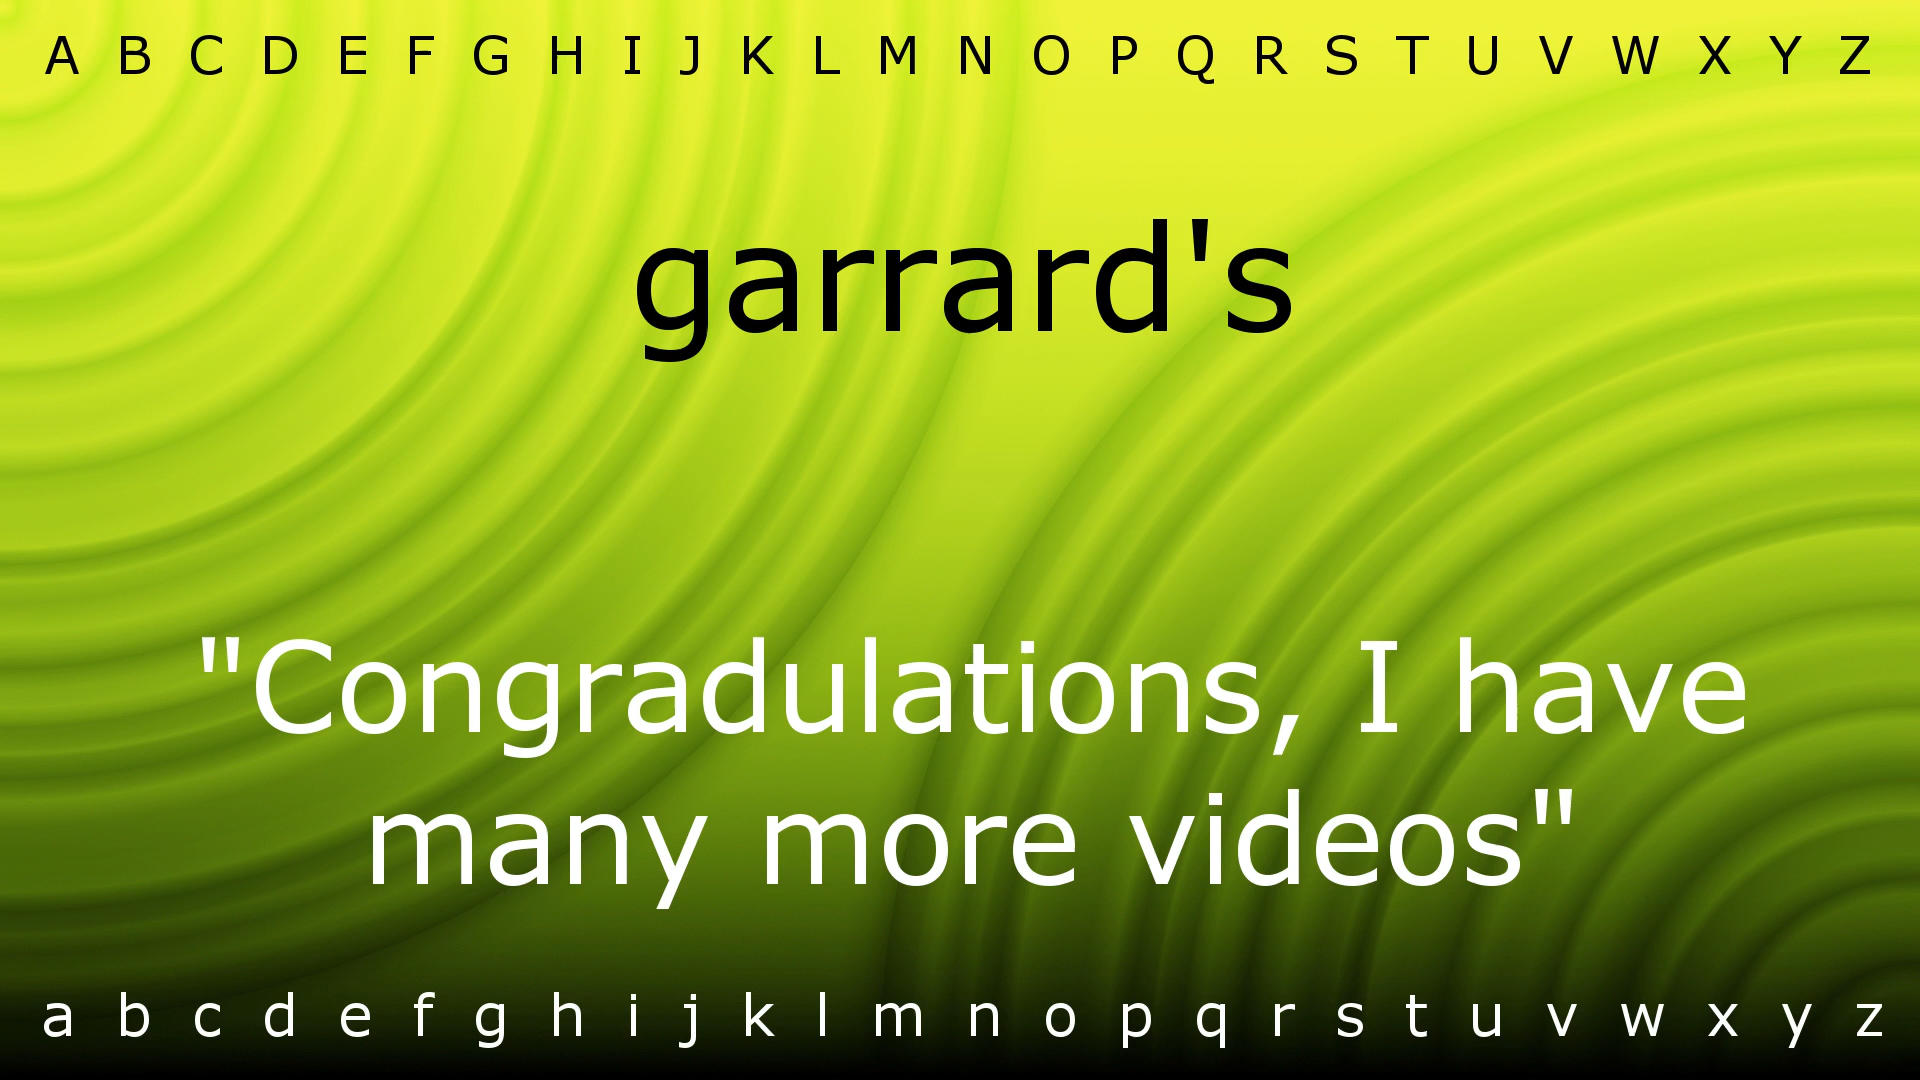 A B C D E F G H I J K L M N O P Q R S T U V W X Y Z
garrard's
"Congradulations, I have
many more videos"
a b c d e f g h i j k l m n o p q r s t u v w x y z